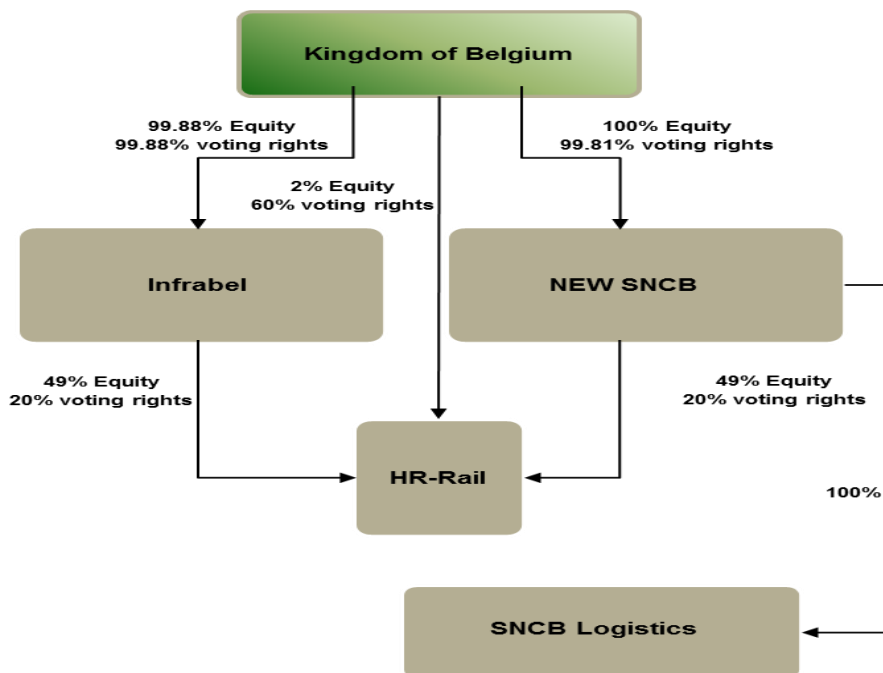 Kingdom of Belgium
99.88% Equity
99.88% voting rights
100% Equity
99.81% voting rights
2% Equity
60% voting rights
Infrabel
NEW SNCB
49% Equity
20% voting rights
49% Equity
20% voting rights
HR-Rail
100%
SNCB Logistics